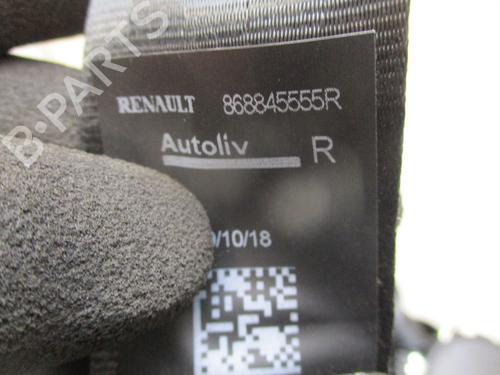 B-PARTS
RENAULT 868845555R
Autoliv R
/10/18